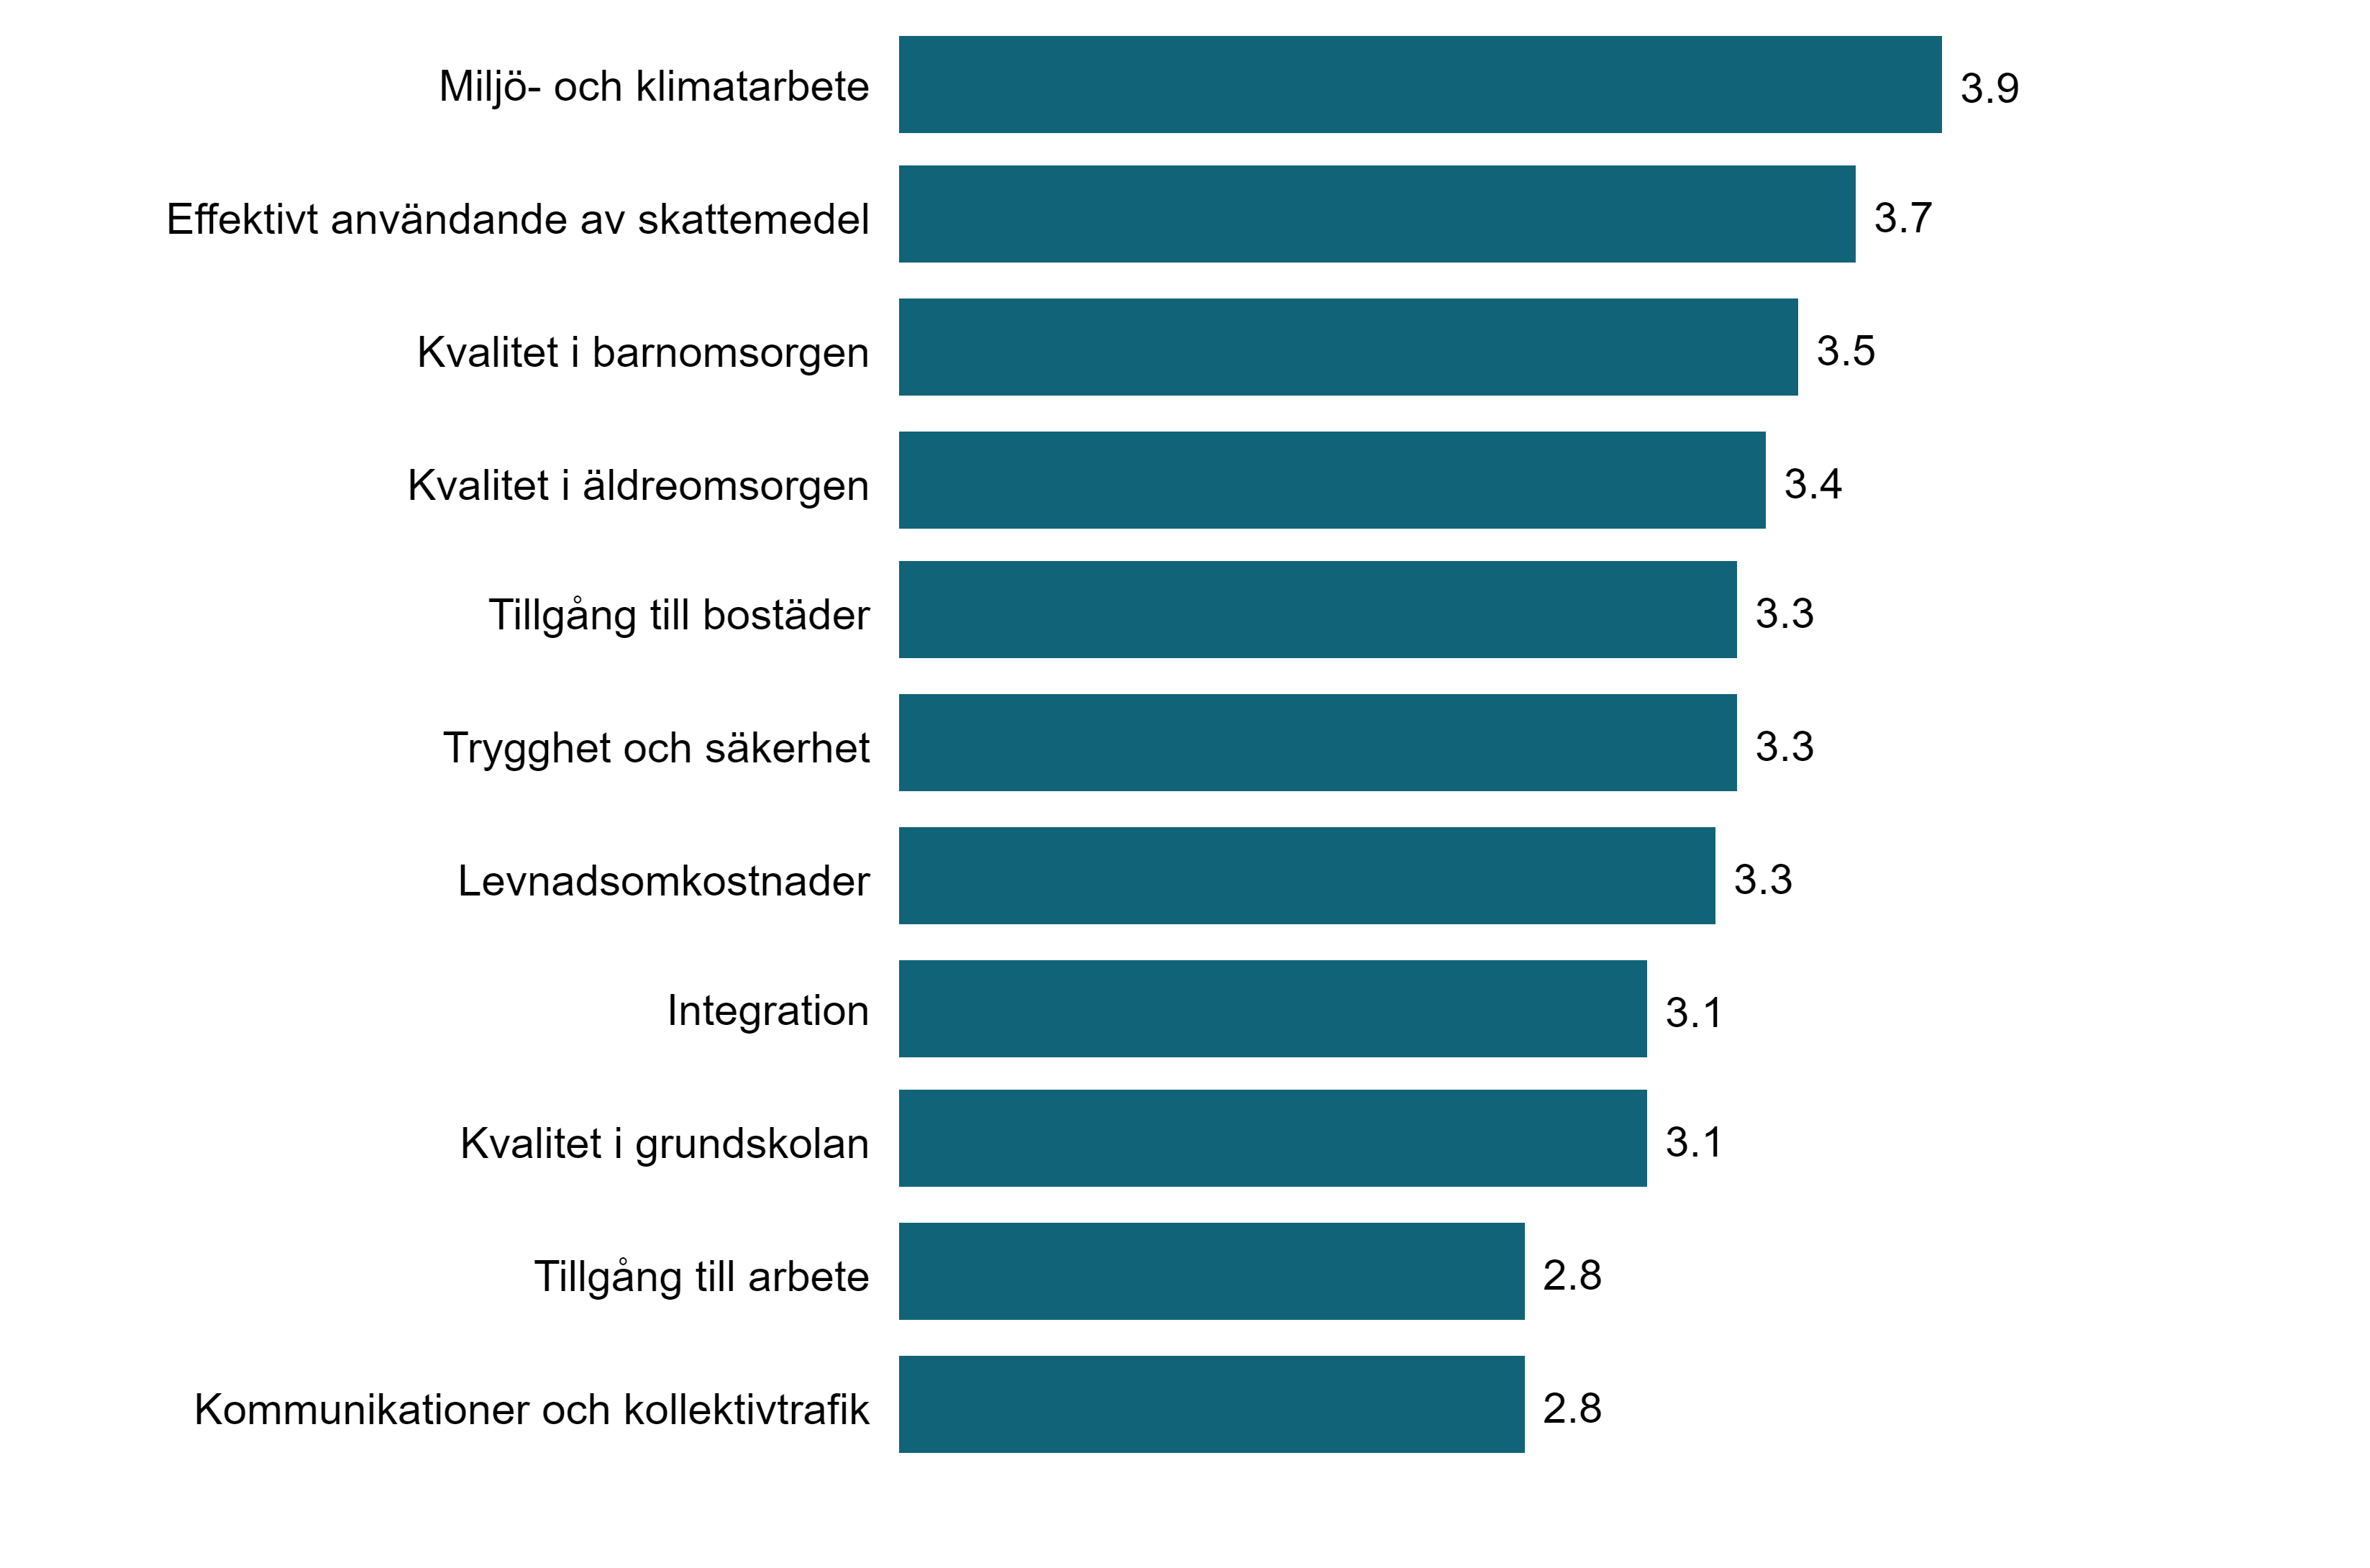 Miljö- och klimatarbete 3.9
Effektivt användande av skattemedel 3.7
Kvalitet i barnomsorgen 3.5
Kvalitet i äldreomsorgen 3.4
Tillgång till bostäder 3.3
Trygghet och säkerhet 3.3
Levnadsomkostnader 3.3
Integration 3.1
Kvalitet i grundskolan 3.1
Tillgång till arbete 2.8
Kommunikationer och kollektivtrafik 2.8